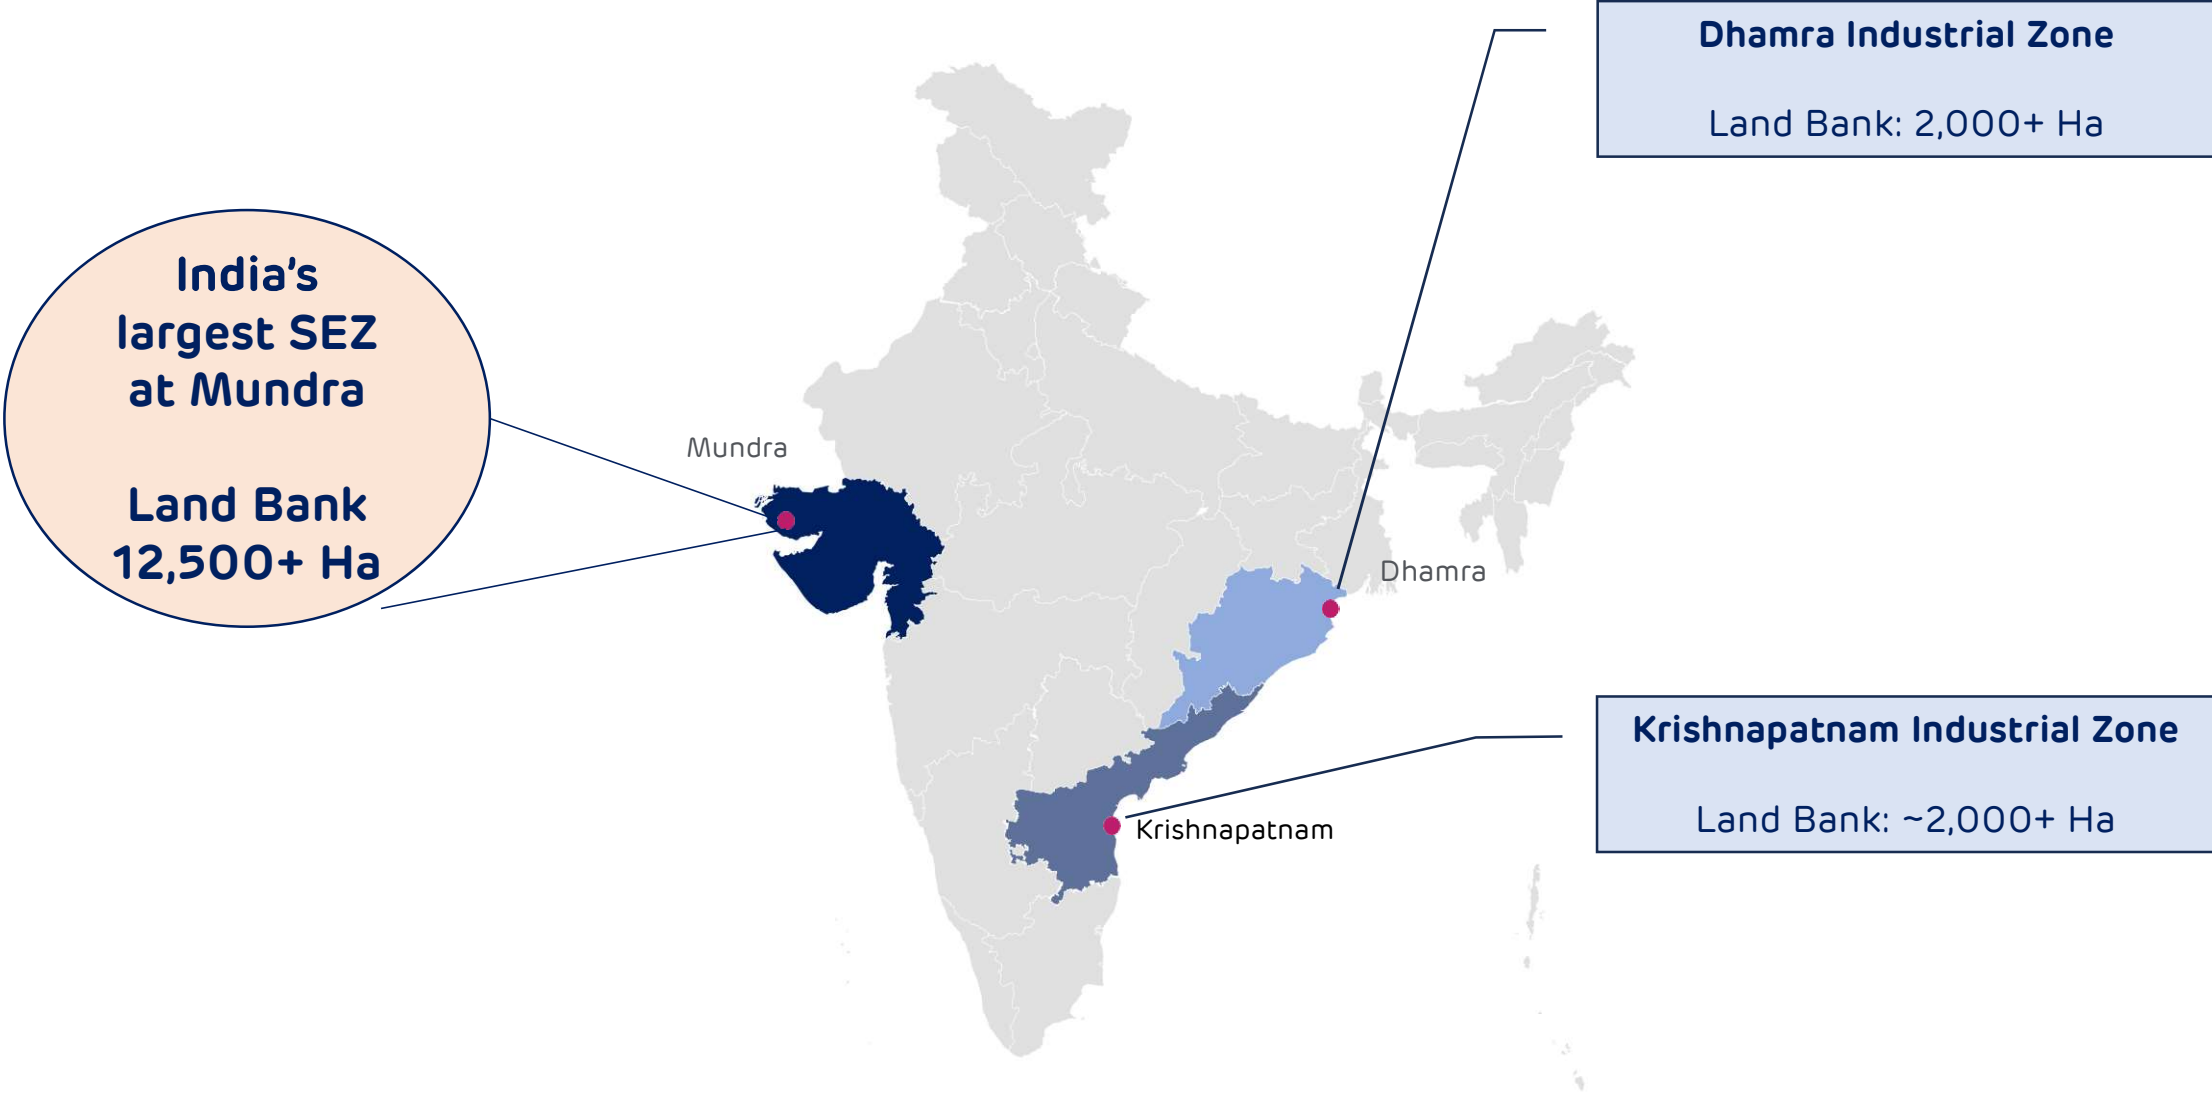 Dhamra Industrial Zone
Land Bank: 2,000+ Ha
India's
largest SEZ
at Mundra
Land Bank
12,500+ Ha
Mundra
Dhamra
Krishnapatnam Industrial Zone
Land Bank: ~2,000+ Ha
Krishnapatnam